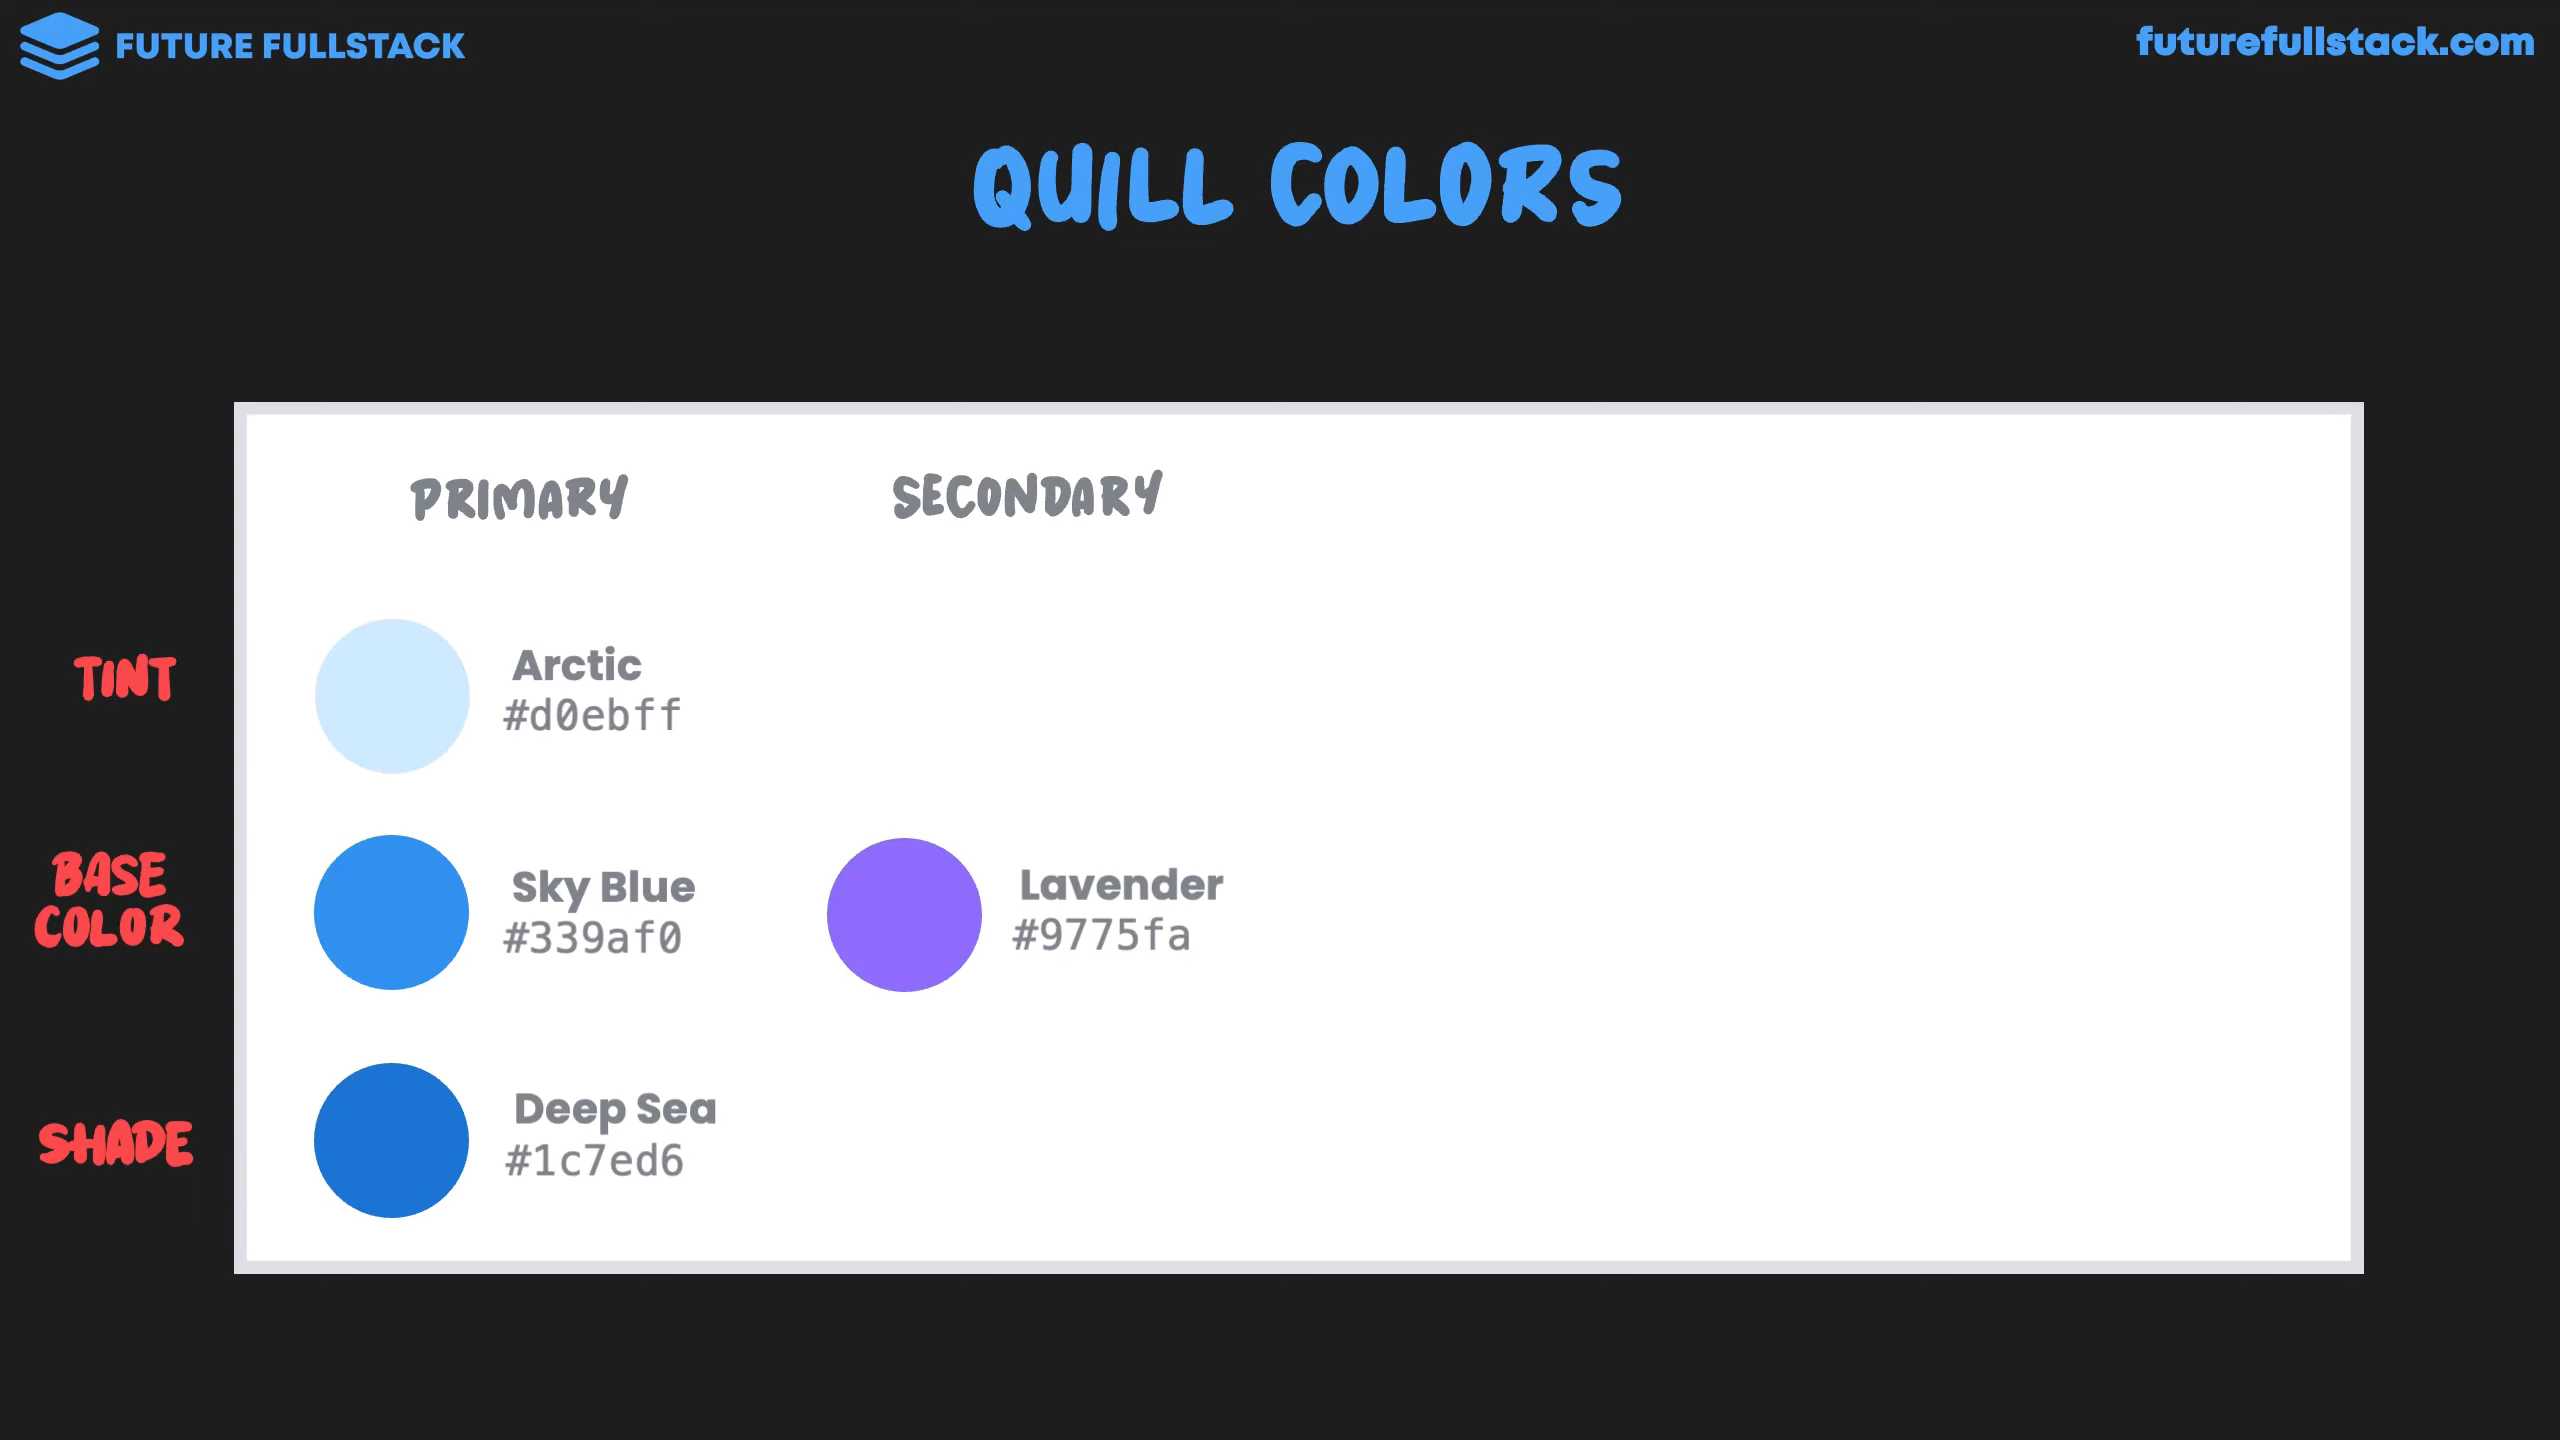 FUTURE FULLSTACK
futurefullstack.com
QUILL COLORS
PRIMARY
SECONDARY
TINT
Arctic
#d0ebff
BASE
COLOR
Sky Blue
#339af0
Lavender
#9775fa
SHADE
Deep Sea
#1c7ed6